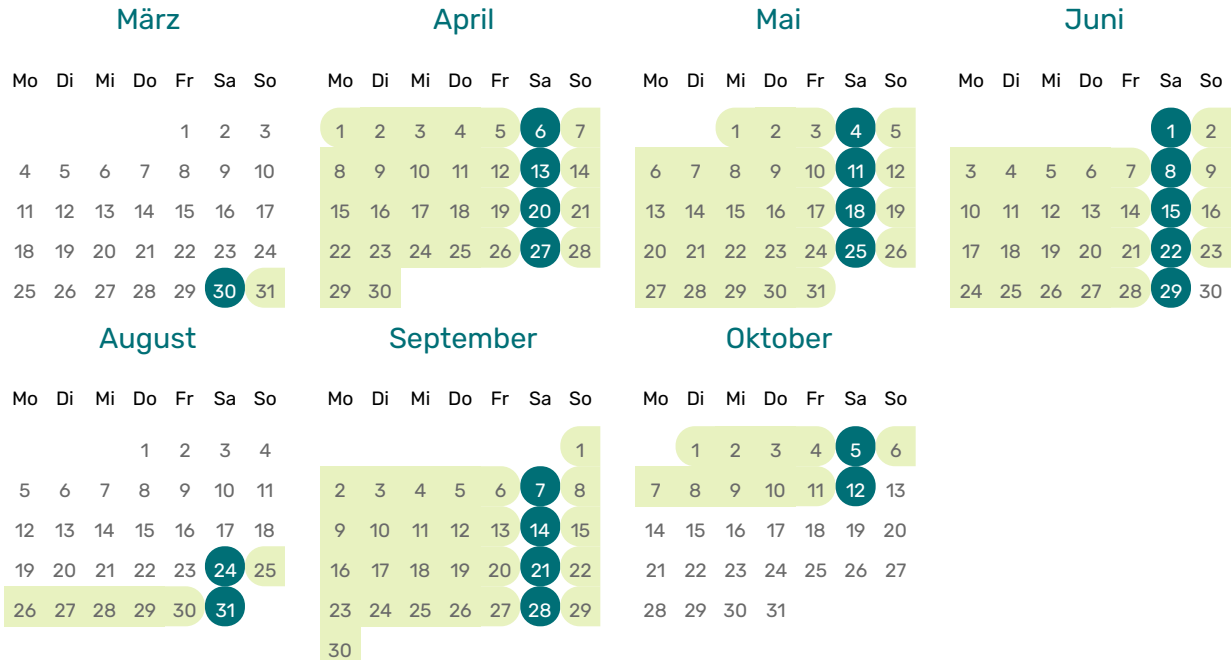 März April Mai Juni
Mo Di Mi Do Fr Sa So Mo Di Mi Do Fr Sa So Mo Di Mi Do Fr Sa So Mo Di Mi Do Fr Sa So
1 2 3 1 2 3 4 5 6 7 1 2 3 4 5 1 2
4 5 6 7 8 9 10 8 9 10 11 12 13 14 6 7 8 9 10 11 12 3 4 5 6 7 8 9
11 12 13 14 15 16 17 15 16 17 18 19 20 21 13 14 15 16 17 18 19 10 11 12 13 14 15 16
18 19 20 21 22 23 24 22 23 24 25 26 27 28 20 21 22 23 24 25 26 17 18 19 20 21 22 23
25 26 27 28 29 30 31 29 30 27 28 29 30 31 24 25 26 27 28 29 30
August September Oktober
Mo Di Mi Do Fr Sa So Mo Di Mi Do Fr Sa So Mo Di Mi Do Fr Sa So
1 2 3 4 1 1 2 3 4 5 6
5 6 7 8 9 10 11 2 3 4 5 6 7 8 7 8 9 10 11 12 13
12 13 14 15 16 17 18 9 10 11 12 13 14 15 14 15 16 17 18 19 20
19 20 21 22 23 24 25 16 17 18 19 20 21 22 21 22 23 24 25 26 27
26 27 28 29 30 31 23 24 25 26 27 28 29 28 29 30 31
30